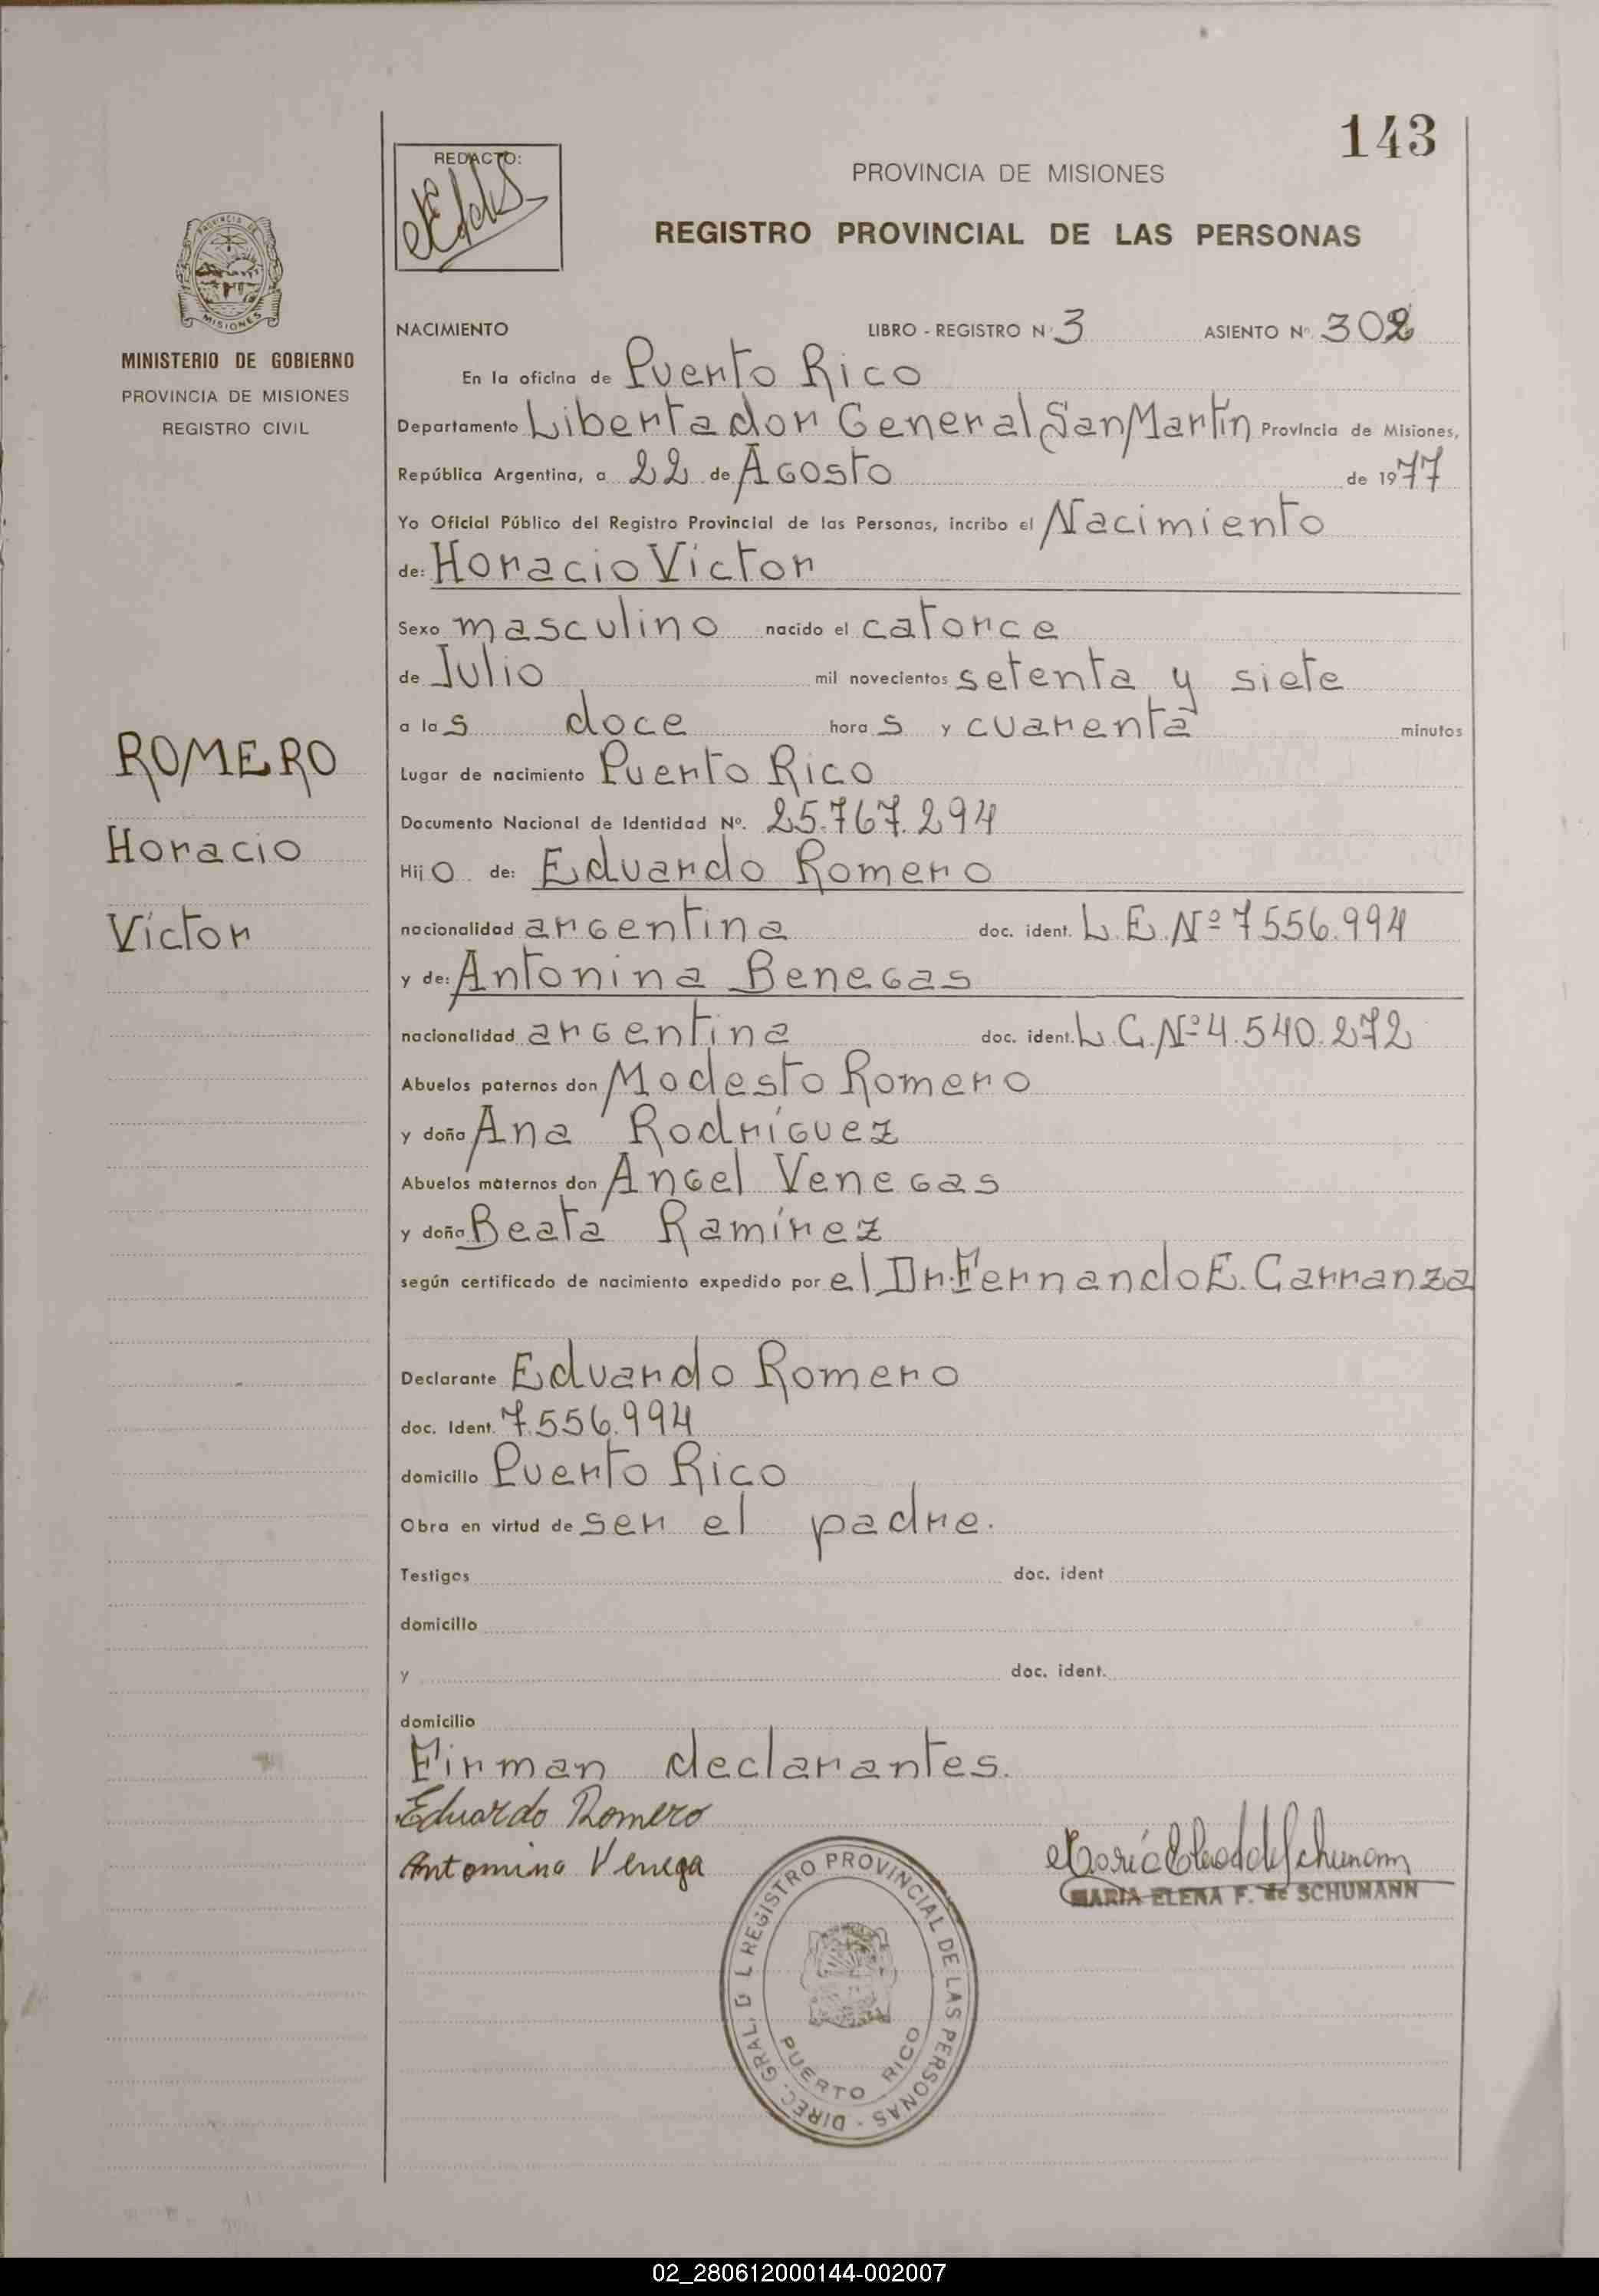 143
REDACTO:
PROVINCIA DE MISIONES
REGISTRO PROVINCIAL DE LAS PERSONAS
PROVINCIA DE
MISIONES
MINISTERIO DE GOBIERNO
PROVINCIA DE MISIONES
REGISTRO CIVIL
NACIMIENTO LIBRO - REGISTRO Nº 3 ASIENTO Nº 302
En la oficina de Puerto Rico
Departamento Libertador General San Martín Provincia de Misiones,
República Argentina, a 22 de Agosto de 1977
Yo Oficial Público del Registro Provincial de las Personas, incribo el Nacimiento
de: Horacio Victor
Sexo masculino nacido el catorce
de Julio mil novecientos setenta y siete
a las doce horas y cuarenta minutos
Lugar de nacimiento Puerto Rico
Documento Nacional de Identidad Nº. 25.767.294
Hijo de: Eduardo Romero
nacionalidad argentina doc. ident. L.E.Nº 7556.994
y de: Antonina Benegas
nacionalidad argentina doc. ident. L.C.Nº 4.540.272
Abuelos paternos don Modesto Romero
y doña Ana Rodríguez
Abuelos maternos don Angel Venegas
y doña Beata Ramírez
según certificado de nacimiento expedido por el Dr. Fernando E. Carranza
Declarante Eduardo Romero
doc. Ident. 7.556.994
domicilio Puerto Rico
Obra en virtud de ser el padre.
Testigos doc. ident
domicilio
y doc. ident.
domicilio
Firman declarantes.
Eduardo Romero
Antonina Venega
MARIA ELENA F. de SCHUMANN
DIREC. GRAL. D L REGISTRO PROVINCIAL DE LAS PERSONAS -
PUERTO RICO
ROMERO
Horacio
Victor
02_280612000144-002007